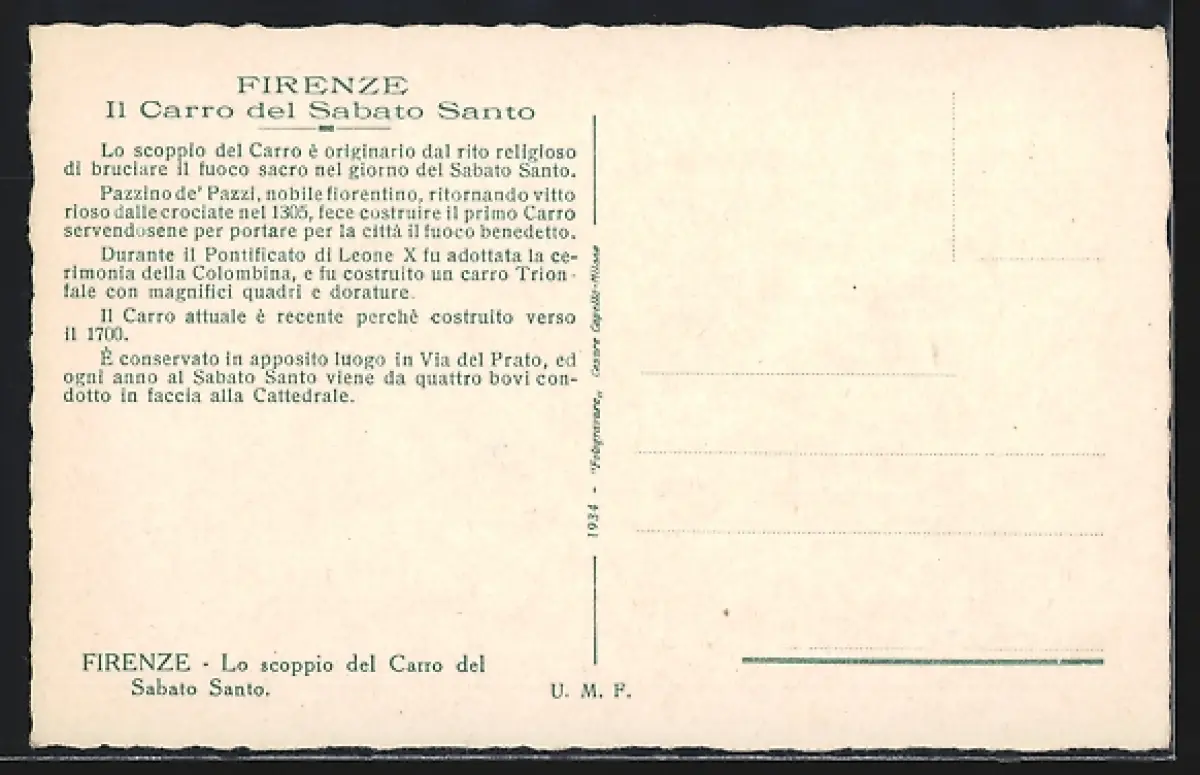 FIRENZE
Il Carro del Sabato Santo
Lo scoppio del Carro è originario dal rito religioso
di bruciare il fuoco sacro nel giorno del Sabato Santo.
Pazzino de' Pazzi, nobile fiorentino, ritornando vitto
rioso dalle crociate nel 1305, fece costruire il primo Carro
servendosene per portare per la città il fuoco benedetto.
Durante il Pontificato di Leone X fu adottata la ce-
rimonia della Colombina, e fu costruito un carro Trion-
fale con magnifici quadri e dorature.
Il Carro attuale è recente perchè costruito verso
il 1700.
È conservato in apposito luogo in Via del Prato, ed
ogni anno al Sabato Santo viene da quattro bovi con-
dotto in faccia alla Cattedrale.
FIRENZE - Lo scoppio del Carro del
Sabato Santo.
1934 - "Fotogravure„ Cesare Capello-Milano
U. M. F.